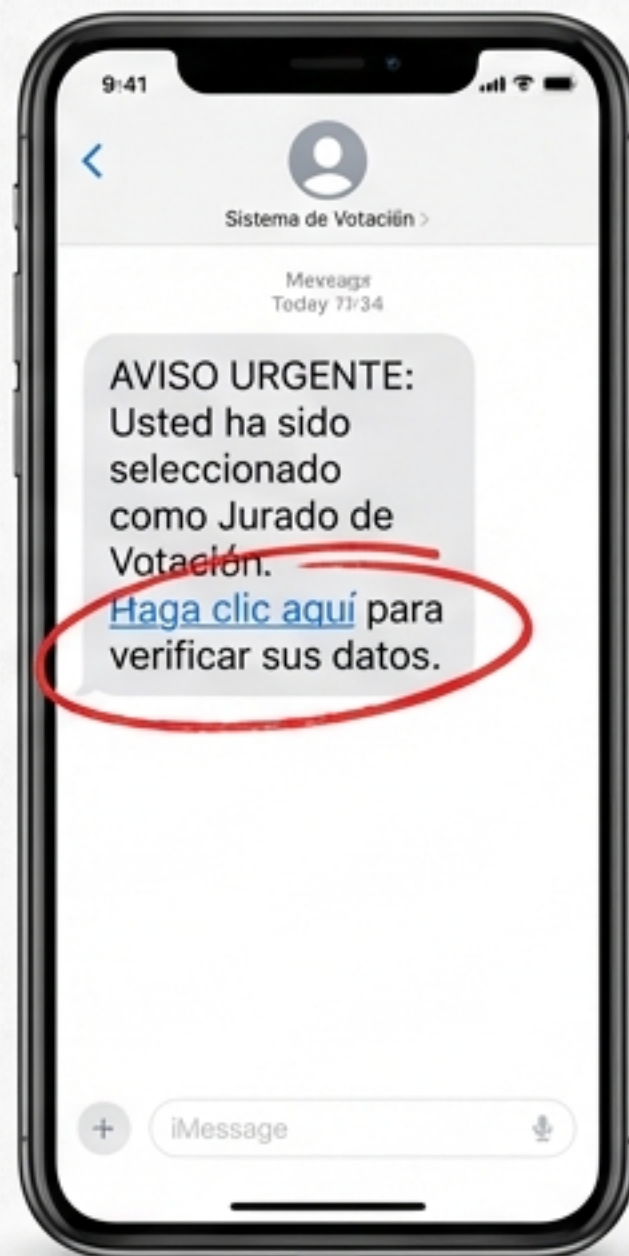 9:41
Sistema de Votación >
Today
AVISO URGENTE:
Usted ha sido
seleccionado
como Jurado de
Votación.
Haga clic aquí para
verificar sus datos.
iMessage